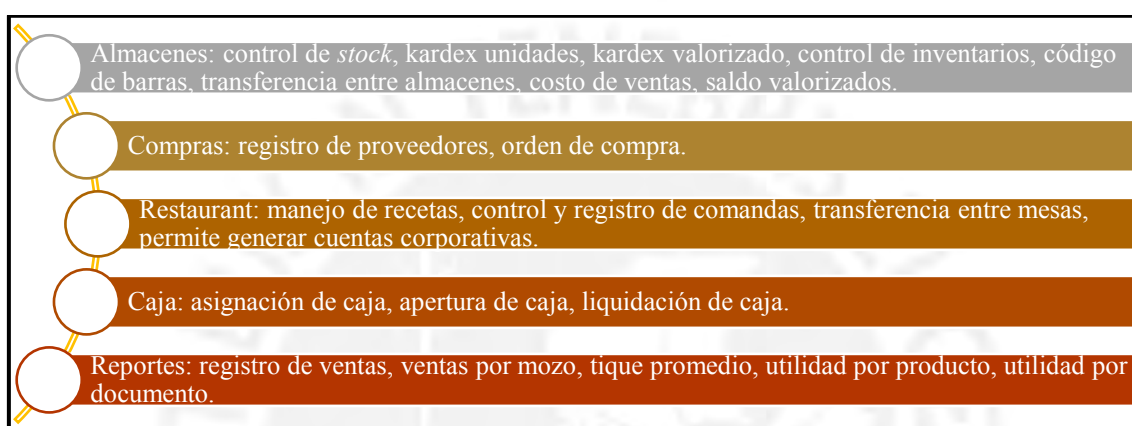 Almacenes: control de stock, kardex unidades, kardex valorizado, control de inventarios, código
de barras, transferencia entre almacenes, costo de ventas, saldo valorizados.
Compras: registro de proveedores, orden de compra.
Restaurant: manejo de recetas, control y registro de comandas, transferencia entre mesas,
permite generar cuentas corporativas.
Caja: asignación de caja, apertura de caja, liquidación de caja.
Reportes: registro de ventas, ventas por mozo, tique promedio, utilidad por producto, utilidad por
documento.